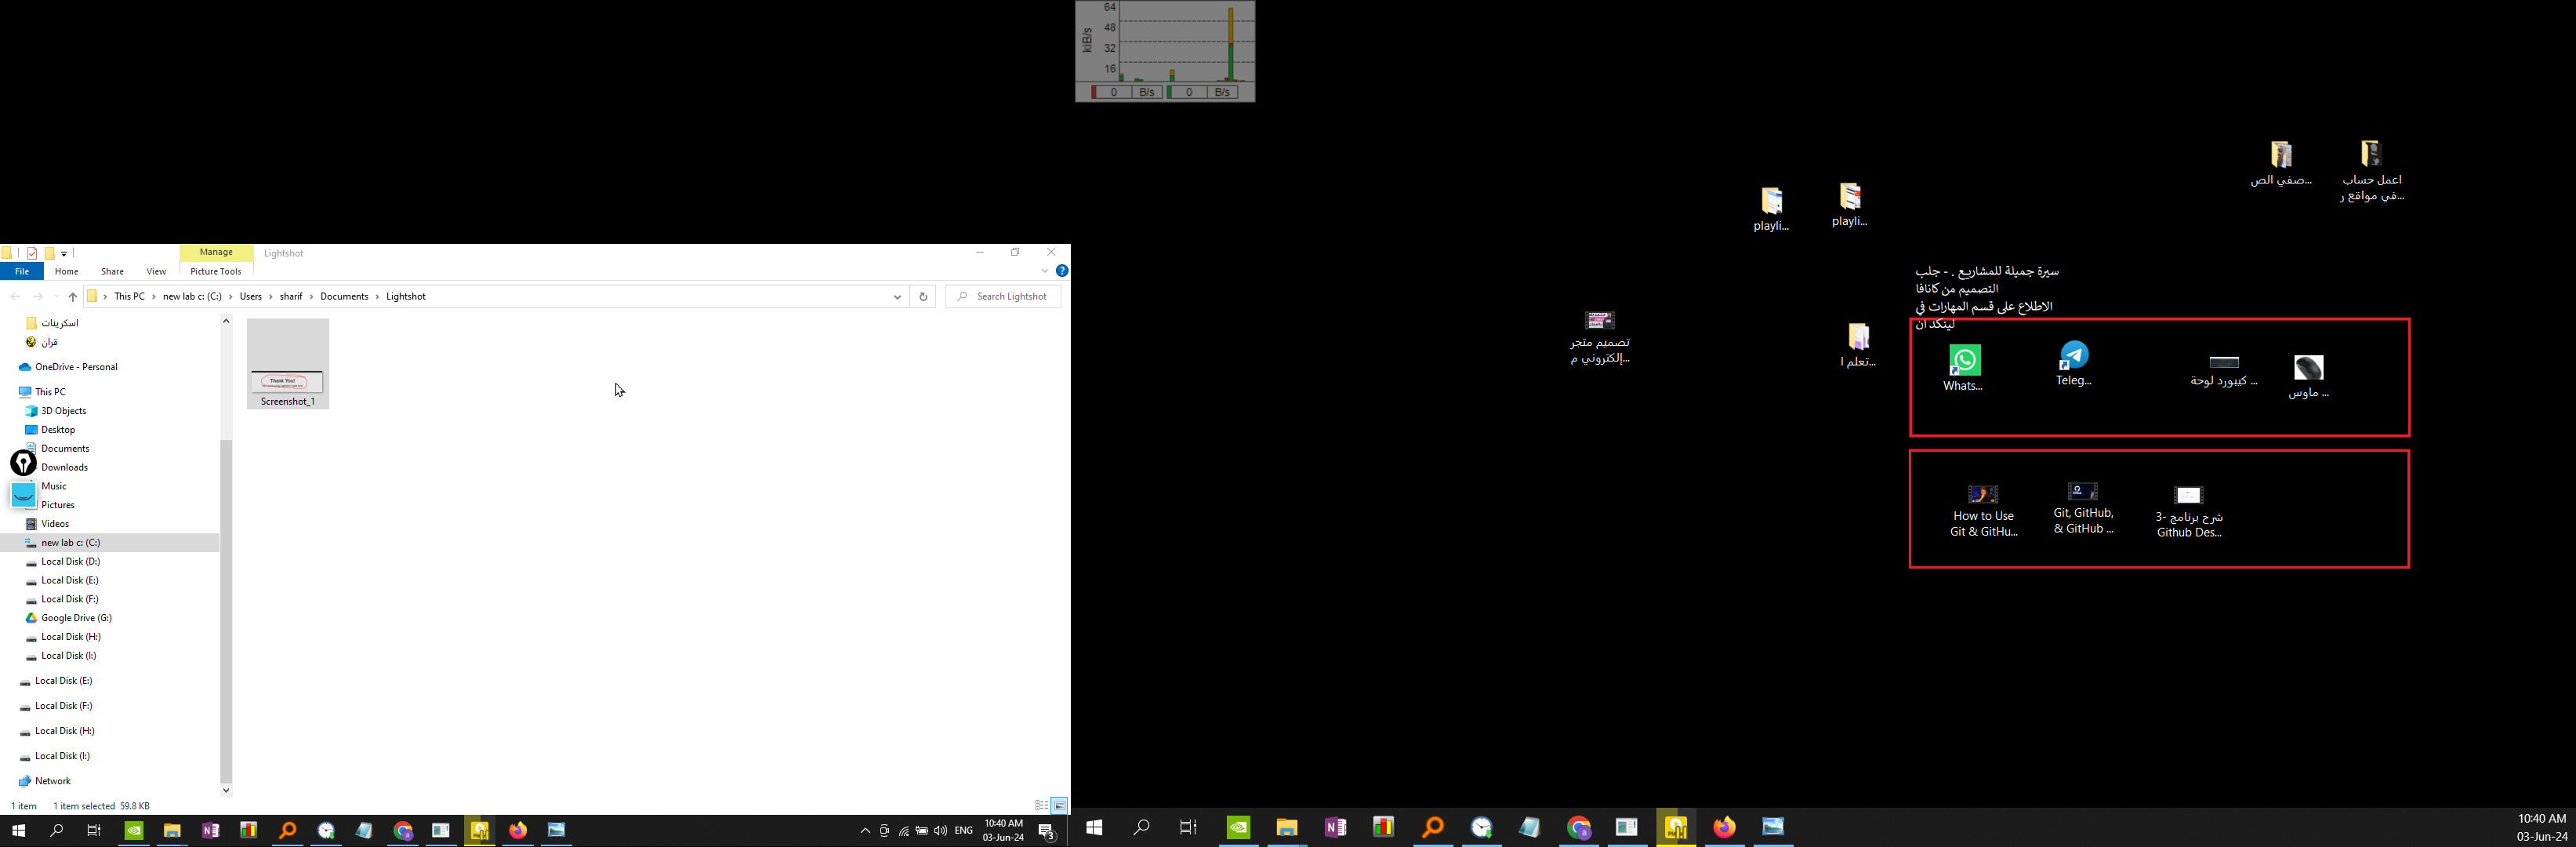 64
48
32
16
kiB/s
0 B/s 0 B/s
Manage
Lightshot
File
Home
Share
View
Picture Tools
This PC
new lab c: (C:)
Users
sharif
Documents
Lightshot
Search Lightshot
اسكرينات
قران
OneDrive - Personal
This PC
3D Objects
Desktop
Documents
Downloads
Music
Pictures
Videos
new lab c: (C:)
Local Disk (D:)
Local Disk (E:)
Local Disk (F:)
Google Drive (G:)
Local Disk (H:)
Local Disk (I:)
Local Disk (E:)
Local Disk (F:)
Local Disk (H:)
Local Disk (I:)
Network
Thank You!
Screenshot_1
1 item
1 item selected 59.8 KB
ENG
10:40 AM
03-Jun-24
3
صفي الص...
اعمل حساب
في مواقع ر...
playli...
playli...
سيرة جميلة للمشاريع . - جلب
التصميم من كانافا
الاطلاع على قسم المهارات في
لينكد ان
تصميم متجر
إلكتروني م...
تعلم ا...
Whats...
Teleg...
كيبورد لوحة ...
ماوس ...
How to Use
Git & GitHu...
Git, GitHub,
& GitHub ...
3- شرح برنامج
Github Des...
10:40 AM
03-Jun-24